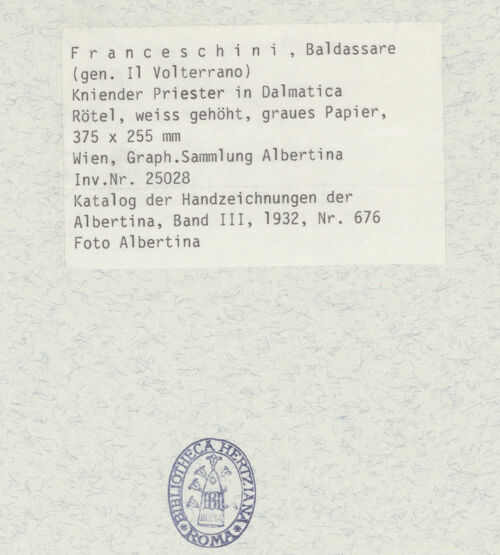 F r a n c e s c h i n i , Baldassare
(gen. Il Volterrano)
Kniender Priester in Dalmatica
Rötel, weiss gehöht, graues Papier,
375 x 255 mm
Wien, Graph.Sammlung Albertina
Inv.Nr. 25028
Katalog der Handzeichnungen der
Albertina, Band III, 1932, Nr. 676
Foto Albertina
BIBLIOTHECA HERTZIANA
ROMA